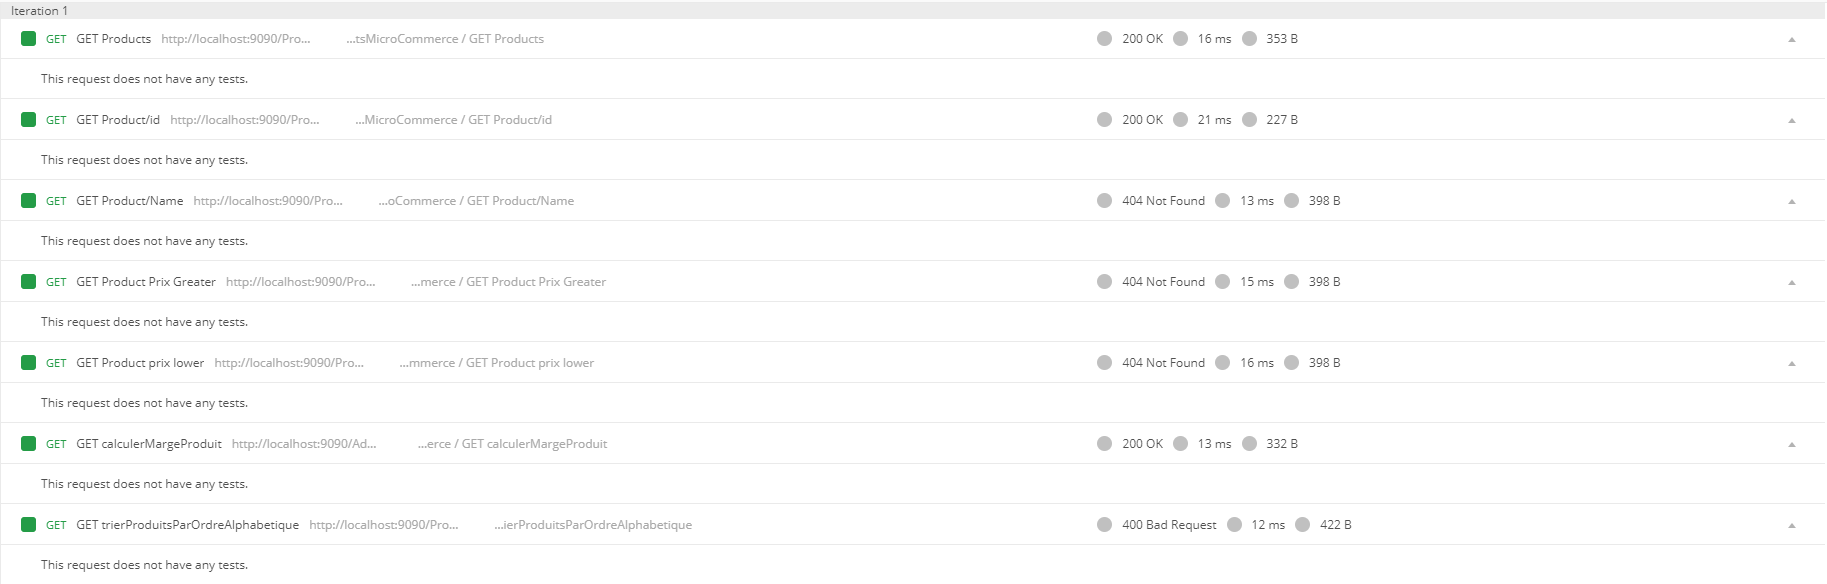 Iteration 1
GET GET Products http://localhost:9090/Pro... ...tsMicroCommerce / GET Products 200 OK 16 ms 353 B
This request does not have any tests.
GET GET Product/id http://localhost:9090/Pro... ...MicroCommerce / GET Product/id 200 OK 21 ms 227 B
This request does not have any tests.
GET GET Product/Name http://localhost:9090/Pro... ...oCommerce / GET Product/Name 404 Not Found 13 ms 398 B
This request does not have any tests.
GET GET Product Prix Greater http://localhost:9090/Pro... ...merce / GET Product Prix Greater 404 Not Found 15 ms 398 B
This request does not have any tests.
GET GET Product prix lower http://localhost:9090/Pro... ...mmerce / GET Product prix lower 404 Not Found 16 ms 398 B
This request does not have any tests.
GET GET calculerMargeProduit http://localhost:9090/Ad... ...erce / GET calculerMargeProduit 200 OK 13 ms 332 B
This request does not have any tests.
GET GET trierProduitsParOrdreAlphabetique http://localhost:9090/Pro... ...ierProduitsParOrdreAlphabetique 400 Bad Request 12 ms 422 B
This request does not have any tests.